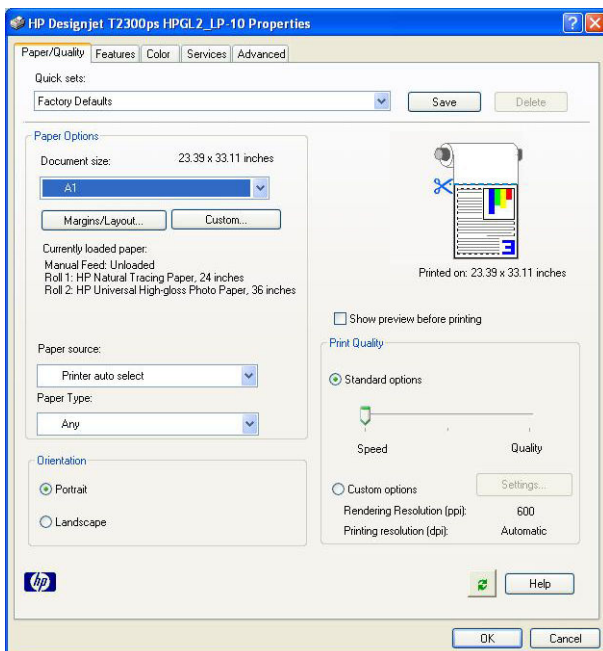 HP Designjet T2300ps HPGL2_LP-10 Properties
Paper/Quality Features Color Services Advanced
Quick sets:
Factory Defaults
Save
Delete
Paper Options
Document size: 23.39 x 33.11 inches
A1
Margins/Layout...
Custom...
Currently loaded paper:
Manual Feed: Unloaded
Roll 1: HP Natural Tracing Paper, 24 inches
Roll 2: HP Universal High-gloss Photo Paper, 36 inches
Paper source:
Printer auto select
Paper Type:
Any
Orientation
Portrait
Landscape
3
Printed on: 23.39 x 33.11 inches
Show preview before printing
Print Quality
Standard options
Speed Quality
Custom options
Settings...
Rendering Resolution (ppi): 600
Printing resolution (dpi): Automatic
hp
Help
OK
Cancel